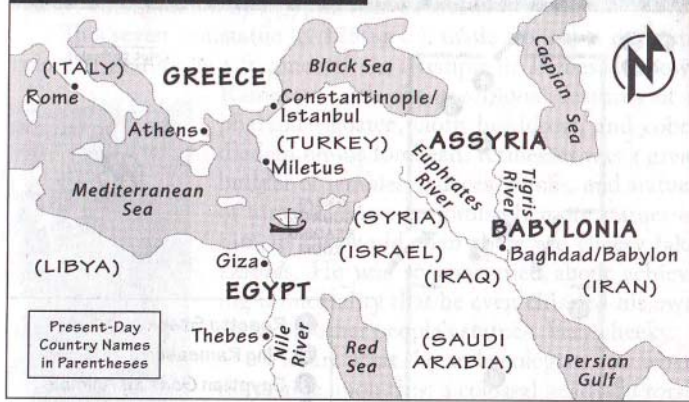 (ITALY)
Rome
GREECE
Black Sea
Caspian
Sea
Constantinople/
Istanbul
Athens
(TURKEY)
Miletus
ASSYRIA
Euphrates
River
Tigris
River
Mediterranean
Sea
(SYRIA)
BABYLONIA
Baghdad/Babylon
(LIBYA)
Giza
(ISRAEL)
(IRAQ)
(IRAN)
EGYPT
Present-Day
Country Names
in Parentheses
Thebes
Nile
River
Red
Sea
(SAUDI
ARABIA)
Persian
Gulf
N